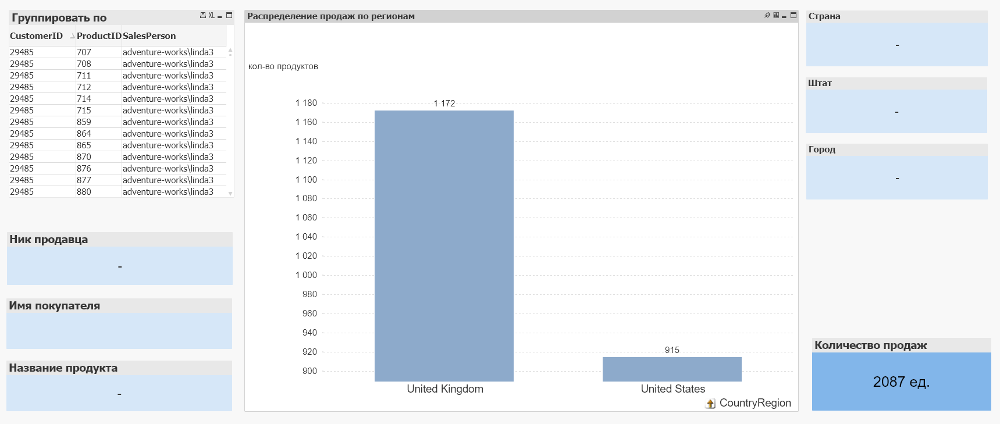 Группировать по
XL
CustomerID ProductID SalesPerson
29485 707 adventure-works\linda3
29485 708 adventure-works\linda3
29485 711 adventure-works\linda3
29485 712 adventure-works\linda3
29485 714 adventure-works\linda3
29485 715 adventure-works\linda3
29485 859 adventure-works\linda3
29485 864 adventure-works\linda3
29485 865 adventure-works\linda3
29485 870 adventure-works\linda3
29485 876 adventure-works\linda3
29485 877 adventure-works\linda3
29485 880 adventure-works\linda3
Ник продавца
-
Имя покупателя
Название продукта
-
Распределение продаж по регионам
кол-во продуктов
1 180
1 160
1 140
1 120
1 100
1 080
1 060
1 040
1 020
1 000
980
960
940
920
900
1 172
915
United Kingdom United States
CountryRegion
Страна
-
Штат
-
Город
-
Количество продаж
2087 ед.